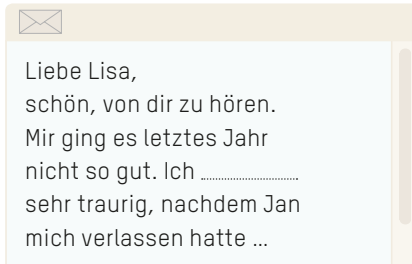 Liebe Lisa,
schön, von dir zu hören.
Mir ging es letztes Jahr
nicht so gut. Ich ....................
sehr traurig, nachdem Jan
mich verlassen hatte ...